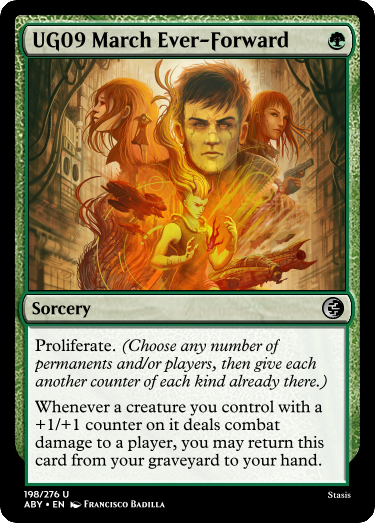 UG09 March Ever-Forward
Sorcery
Proliferate. (Choose any number of
permanents and/or players, then give each
another counter of each kind already there.)
Whenever a creature you control with a
+1/+1 counter on it deals combat
damage to a player, you may return this
card from your graveyard to your hand.
198/276 U
ABY • EN Francisco Badilla
Stasis